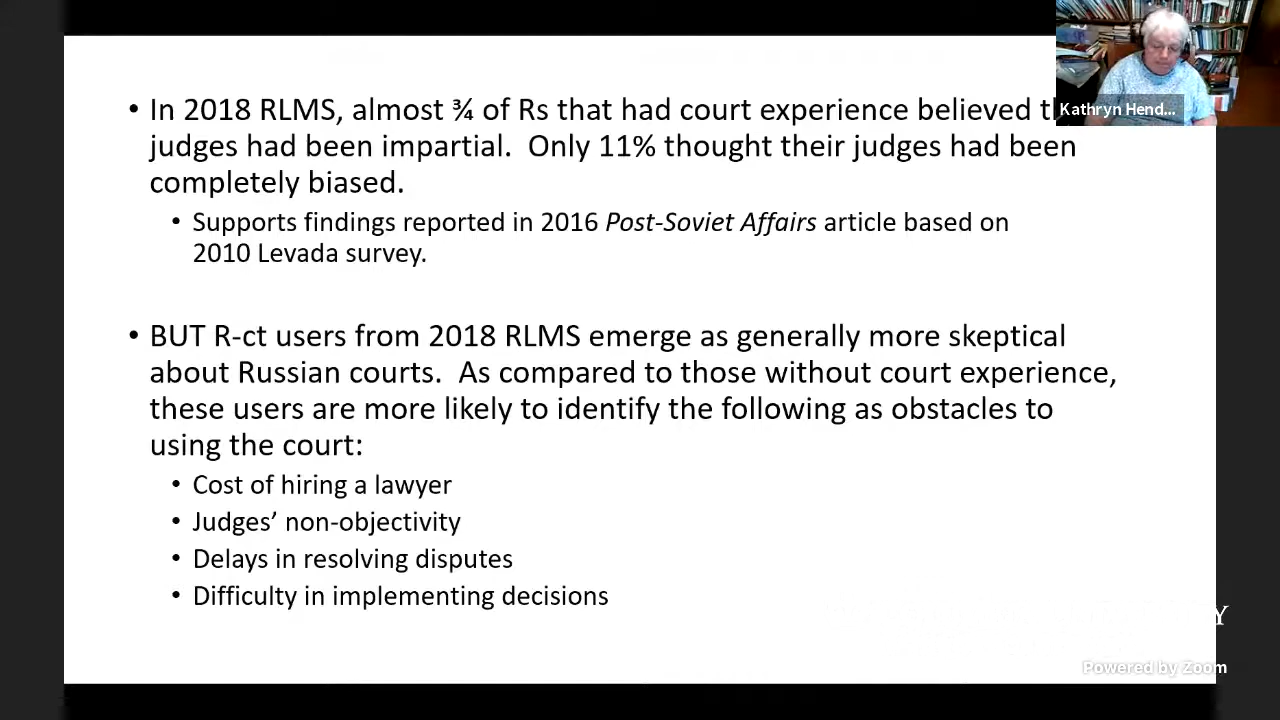 • In 2018 RLMS, almost ¾ of Rs that had court experience believed
judges had been impartial.  Only 11% thought their judges had been
completely biased.
• Supports findings reported in 2016 Post-Soviet Affairs article based on
2010 Levada survey.
• BUT R-ct users from 2018 RLMS emerge as generally more skeptical
about Russian courts.  As compared to those without court experience,
these users are more likely to identify the following as obstacles to
using the court:
• Cost of hiring a lawyer
• Judges’ non-objectivity
• Delays in resolving disputes
• Difficulty in implementing decisions
Kathryn Hend...
Y
Powered by Zoom